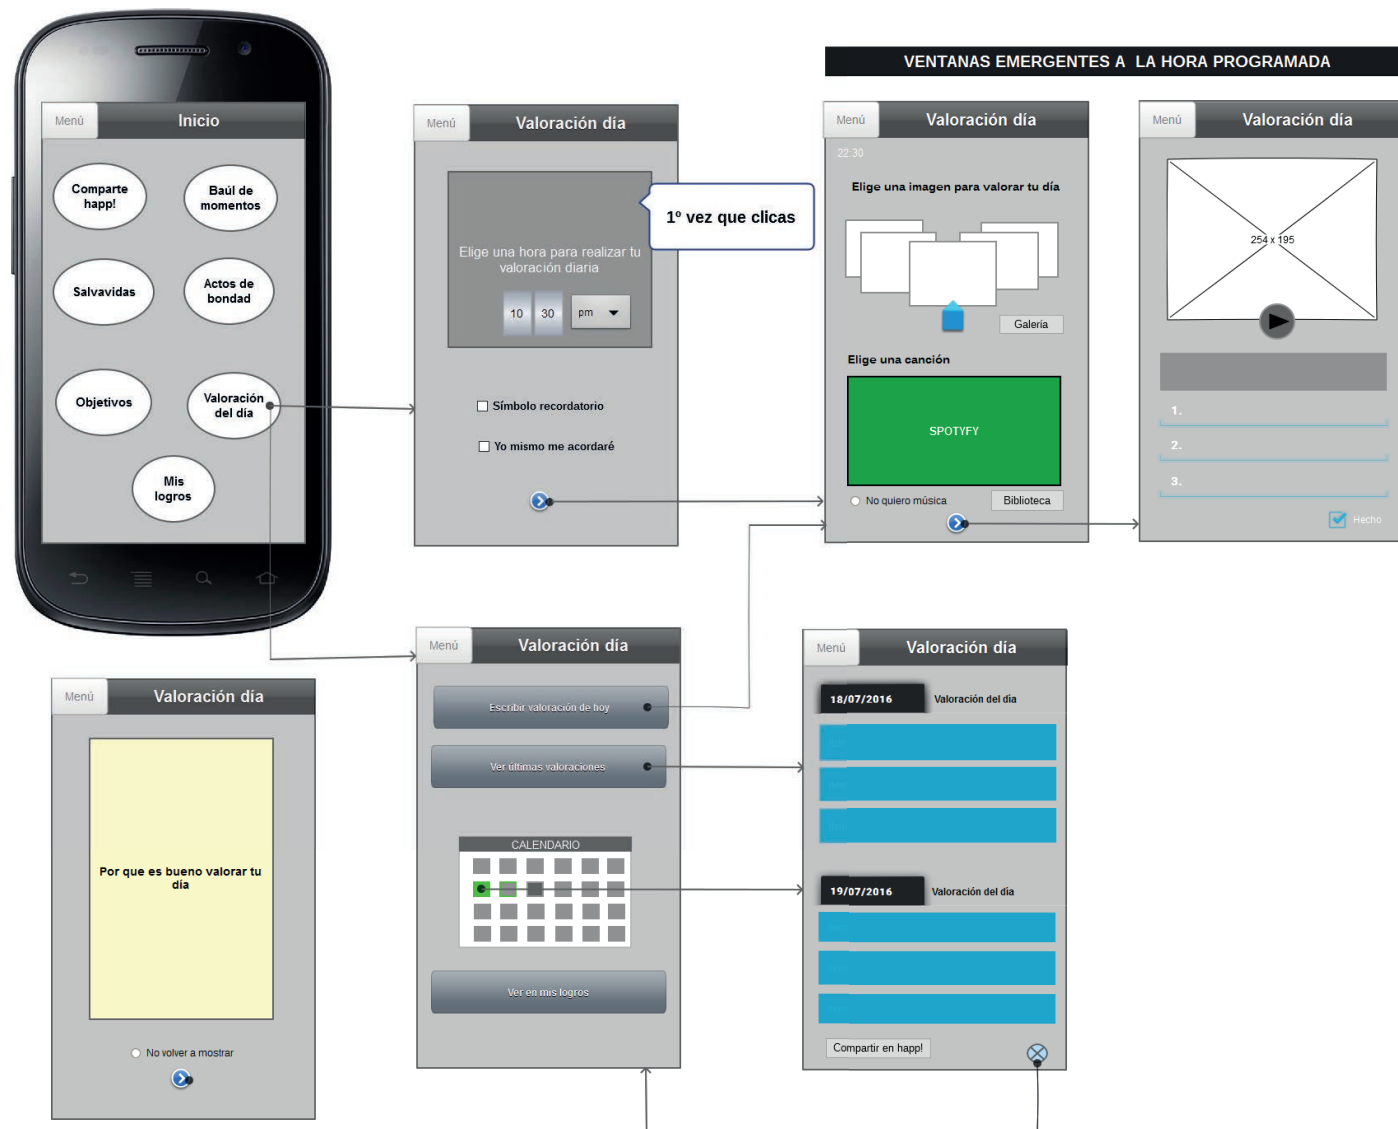 VENTANAS EMERGENTES A LA HORA PROGRAMADA
Menú
Inicio
Comparte
happ!
Baúl de
momentos
Salvavidas
Actos de
bondad
Objetivos
Valoración
del día
Mis
logros
Menú
Valoración día
1º vez que clicas
Elige una hora para realizar tu
valoración diaria
10 30 pm
Símbolo recordatorio
Yo mismo me acordaré
Menú
Valoración día
22:30
Elige una imagen para valorar tu día
Galería
Elige una canción
SPOTYFY
No quiero música
Biblioteca
Menú
Valoración día
254 x 195
1.
2.
3.
Hecho
Menú
Valoración día
Por que es bueno valorar tu
día
No volver a mostrar
Menú
Valoración día
Escribir valoración de hoy
Ver últimas valoraciones
CALENDARIO
Ver en mis logros
Menú
Valoración día
18/07/2016
Valoración del día
19/07/2016
Valoración del día
Compartir en happ!